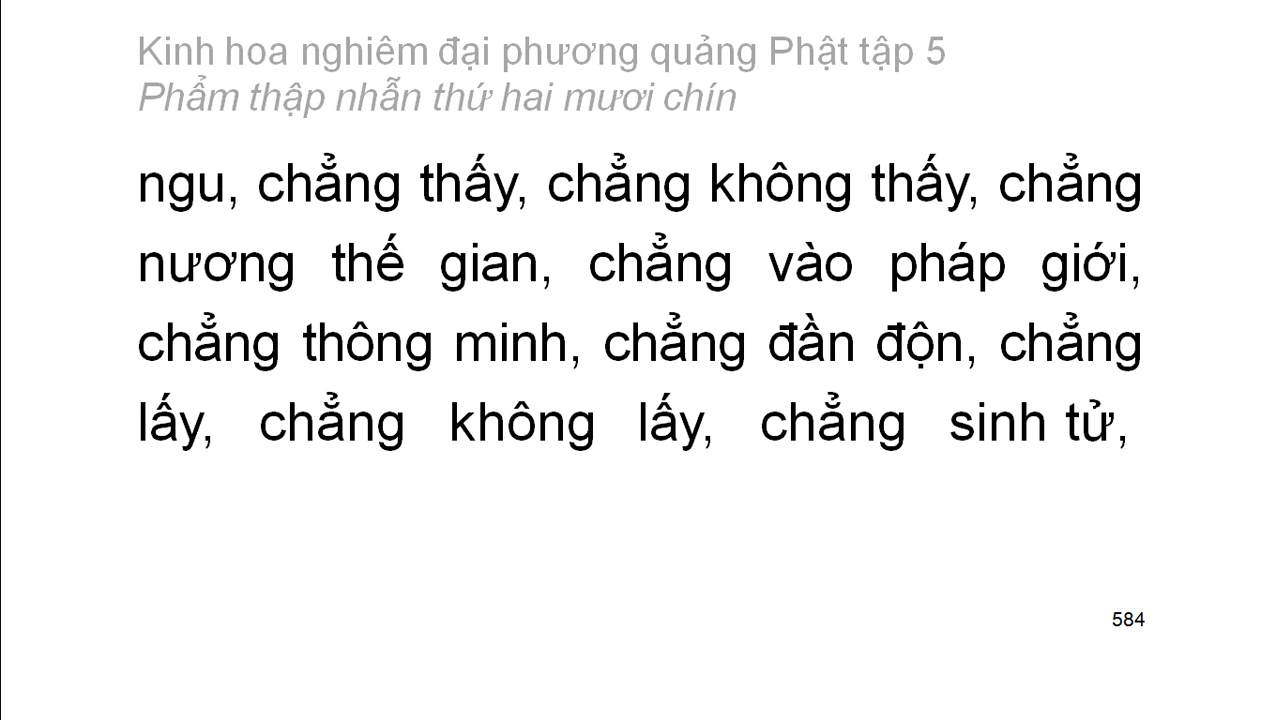 Kinh hoa nghiêm đại phương quảng Phật tập 5
Phẩm thập nhẫn thứ hai mươi chín
ngu, chẳng thấy, chẳng không thấy, chẳng
nương thế gian, chẳng vào pháp giới,
chẳng thông minh, chẳng đần độn, chẳng
lấy, chẳng không lấy, chẳng sinh tử,
584